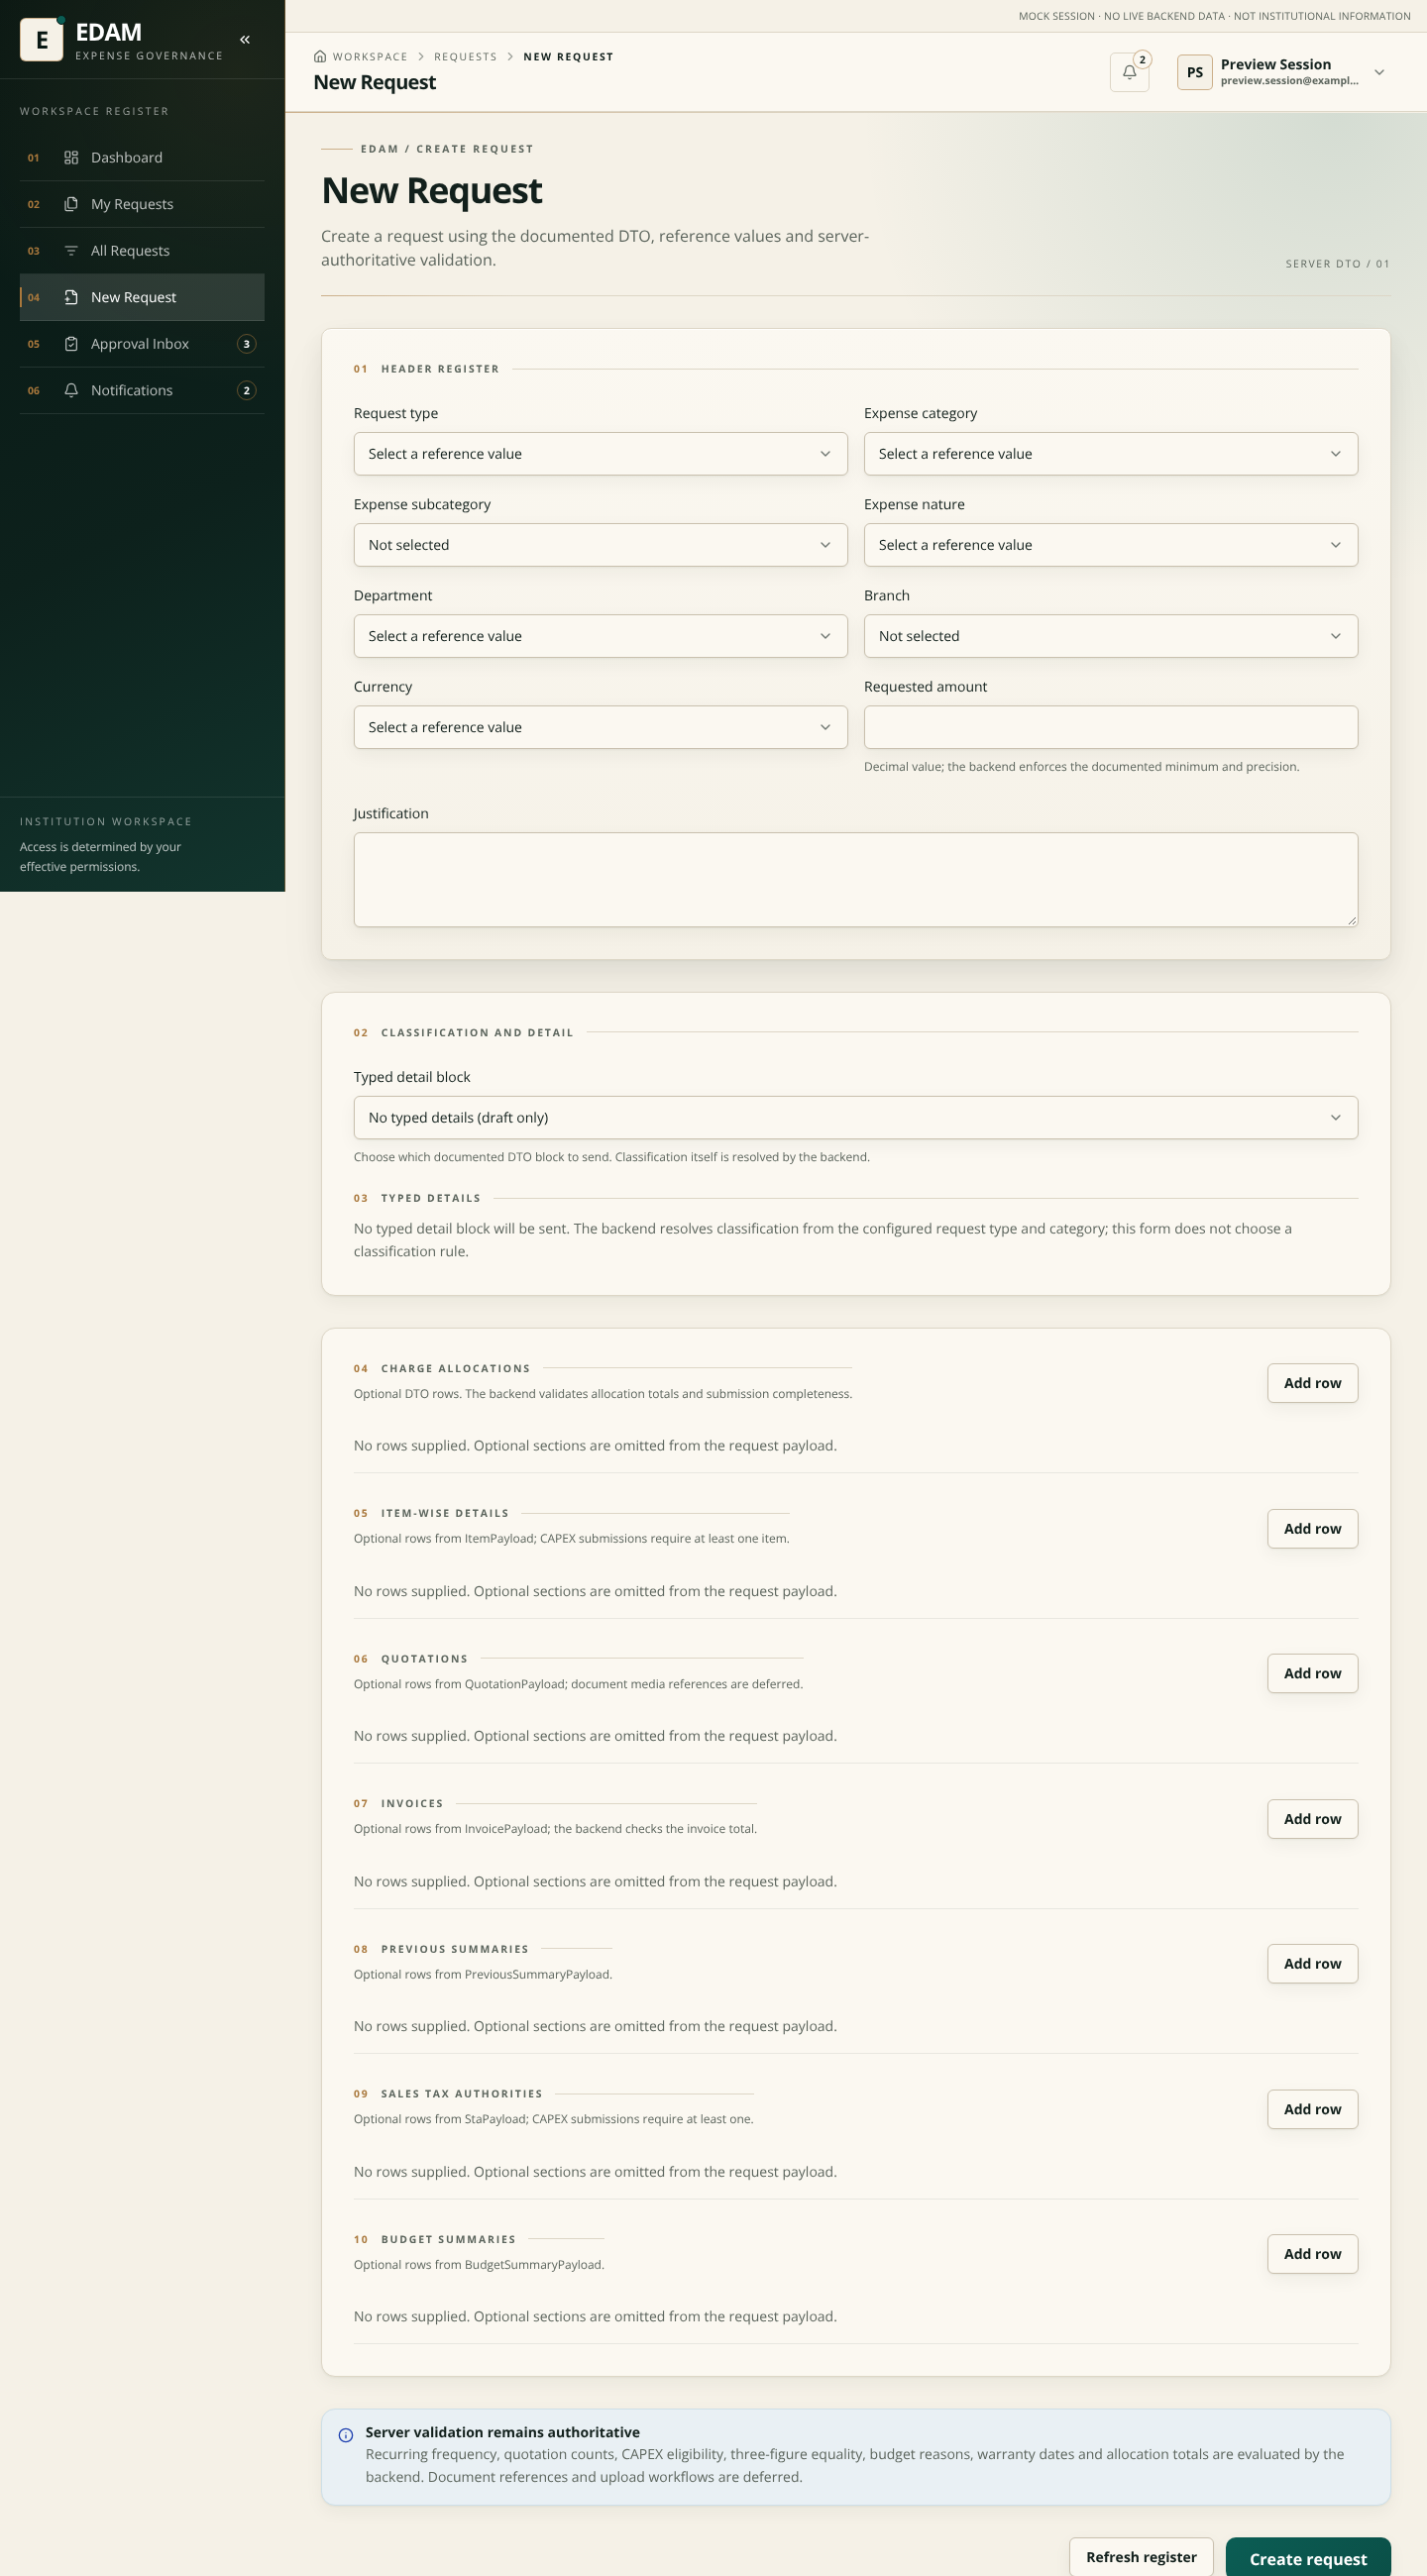 E
EDAM
EXPENSE GOVERNANCE
WORKSPACE REGISTER
01 Dashboard
02 My Requests
03 All Requests
04 New Request
05 Approval Inbox 3
06 Notifications 2
INSTITUTION WORKSPACE
Access is determined by your
effective permissions.
MOCK SESSION · NO LIVE BACKEND DATA · NOT INSTITUTIONAL INFORMATION
WORKSPACE > REQUESTS > NEW REQUEST
New Request
2
PS
Preview Session
preview.session@exampl...
EDAM / CREATE REQUEST
New Request
Create a request using the documented DTO, reference values and server-
authoritative validation.
SERVER DTO / 01
01 HEADER REGISTER
Request type
Select a reference value
Expense category
Select a reference value
Expense subcategory
Not selected
Expense nature
Select a reference value
Department
Select a reference value
Branch
Not selected
Currency
Select a reference value
Requested amount
Decimal value; the backend enforces the documented minimum and precision.
Justification
02 CLASSIFICATION AND DETAIL
Typed detail block
No typed details (draft only)
Choose which documented DTO block to send. Classification itself is resolved by the backend.
03 TYPED DETAILS
No typed detail block will be sent. The backend resolves classification from the configured request type and category; this form does not choose a
classification rule.
04 CHARGE ALLOCATIONS
Optional DTO rows. The backend validates allocation totals and submission completeness.
Add row
No rows supplied. Optional sections are omitted from the request payload.
05 ITEM-WISE DETAILS
Optional rows from ItemPayload; CAPEX submissions require at least one item.
Add row
No rows supplied. Optional sections are omitted from the request payload.
06 QUOTATIONS
Optional rows from QuotationPayload; document media references are deferred.
Add row
No rows supplied. Optional sections are omitted from the request payload.
07 INVOICES
Optional rows from InvoicePayload; the backend checks the invoice total.
Add row
No rows supplied. Optional sections are omitted from the request payload.
08 PREVIOUS SUMMARIES
Optional rows from PreviousSummaryPayload.
Add row
No rows supplied. Optional sections are omitted from the request payload.
09 SALES TAX AUTHORITIES
Optional rows from StaPayload; CAPEX submissions require at least one.
Add row
No rows supplied. Optional sections are omitted from the request payload.
10 BUDGET SUMMARIES
Optional rows from BudgetSummaryPayload.
Add row
No rows supplied. Optional sections are omitted from the request payload.
Server validation remains authoritative
Recurring frequency, quotation counts, CAPEX eligibility, three-figure equality, budget reasons, warranty dates and allocation totals are evaluated by the
backend. Document references and upload workflows are deferred.
Refresh register
Create request